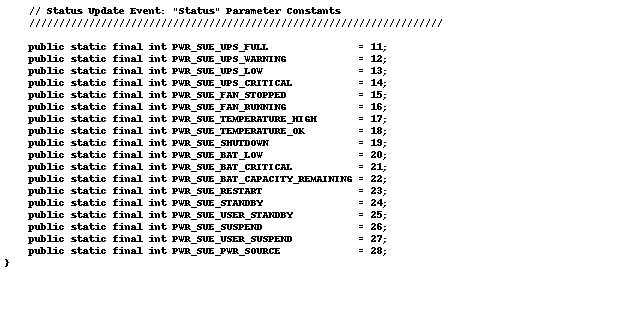 // Status Update Event: "Status" Parameter Constants
/////////////////////////////////////////////////////////////////////
public static final int PWR_SUE_UPS_FULL = 11;
public static final int PWR_SUE_UPS_WARNING = 12;
public static final int PWR_SUE_UPS_LOW = 13;
public static final int PWR_SUE_UPS_CRITICAL = 14;
public static final int PWR_SUE_FAN_STOPPED = 15;
public static final int PWR_SUE_FAN_RUNNING = 16;
public static final int PWR_SUE_TEMPERATURE_HIGH = 17;
public static final int PWR_SUE_TEMPERATURE_OK = 18;
public static final int PWR_SUE_SHUTDOWN = 19;
public static final int PWR_SUE_BAT_LOW = 20;
public static final int PWR_SUE_BAT_CRITICAL = 21;
public static final int PWR_SUE_BAT_CAPACITY_REMAINING = 22;
public static final int PWR_SUE_RESTART = 23;
public static final int PWR_SUE_STANDBY = 24;
public static final int PWR_SUE_USER_STANDBY = 25;
public static final int PWR_SUE_SUSPEND = 26;
public static final int PWR_SUE_USER_SUSPEND = 27;
public static final int PWR_SUE_PWR_SOURCE = 28;
}